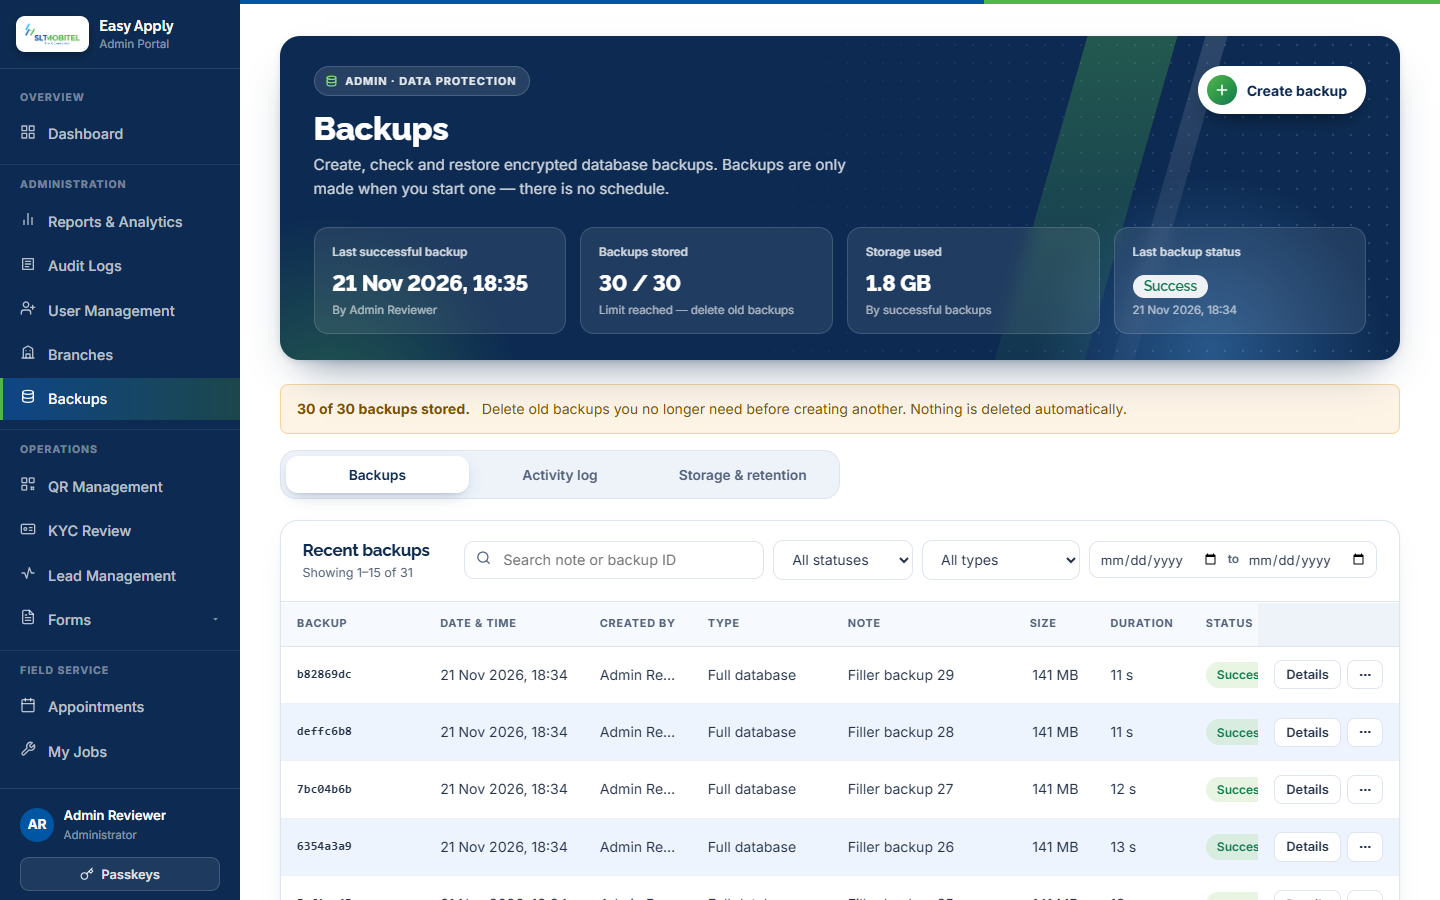 SLTMOBITEL
Easy Apply
Admin Portal
OVERVIEW
Dashboard
ADMINISTRATION
Reports & Analytics
Audit Logs
User Management
Branches
Backups
OPERATIONS
QR Management
KYC Review
Lead Management
Forms
FIELD SERVICE
Appointments
My Jobs
AR
Admin Reviewer
Administrator
Passkeys
ADMIN · DATA PROTECTION
Create backup
Backups
Create, check and restore encrypted database backups. Backups are only
made when you start one — there is no schedule.
Last successful backup
21 Nov 2026, 18:35
By Admin Reviewer
Backups stored
30 / 30
Limit reached — delete old backups
Storage used
1.8 GB
By successful backups
Last backup status
Success
21 Nov 2026, 18:34
30 of 30 backups stored. Delete old backups you no longer need before creating another. Nothing is deleted automatically.
Backups Activity log Storage & retention
Recent backups
Showing 1–15 of 31
Search note or backup ID
All statuses
All types
mm/dd/yyyy to mm/dd/yyyy
BACKUP DATE & TIME CREATED BY TYPE NOTE SIZE DURATION STATUS
b82869dc 21 Nov 2026, 18:34 Admin Re... Full database Filler backup 29 141 MB 11 s Succes Details ...
deffc6b8 21 Nov 2026, 18:34 Admin Re... Full database Filler backup 28 141 MB 11 s Succes Details ...
7bc04b6b 21 Nov 2026, 18:34 Admin Re... Full database Filler backup 27 141 MB 12 s Succes Details ...
6354a3a9 21 Nov 2026, 18:34 Admin Re... Full database Filler backup 26 141 MB 13 s Succes Details ...